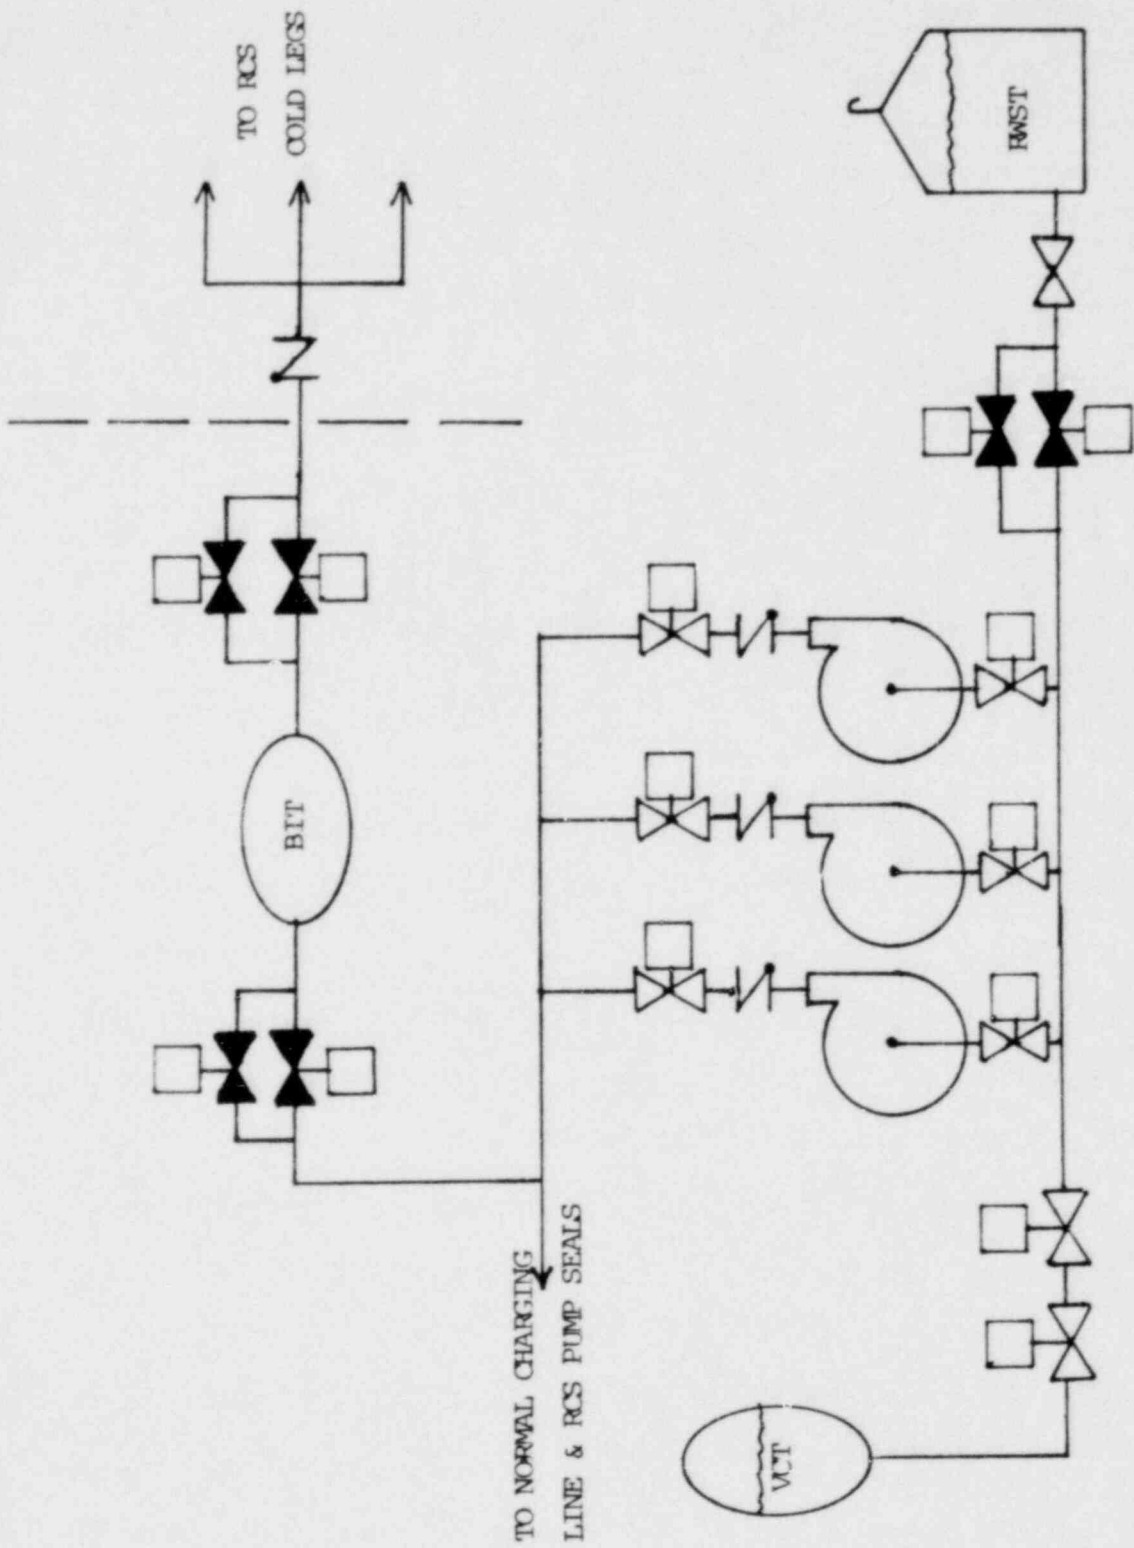 TO RCS
COLD LEGS
RWST
BIT
TO NORMAL CHARGING
LINE & RCS PUMP SEALS
VCT